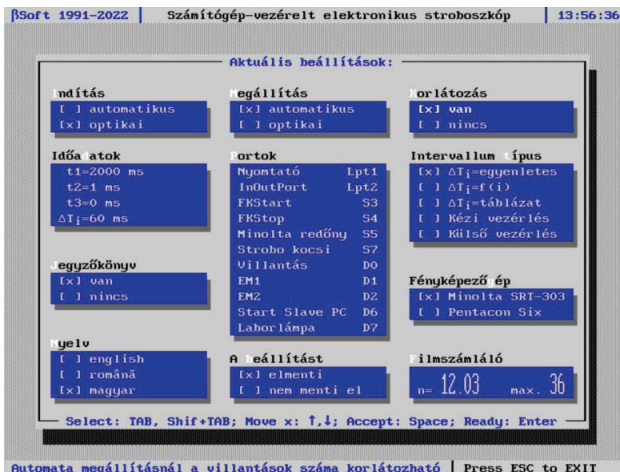 βSoft 1991-2022 Számítógép-vezérelt elektronikus stroboszkóp 13:56:36
Aktuális beállítások:
Indítás
[ ] automatikus
[x] optikai
Megállítás
[x] automatikus
[ ] optikai
Korlátozás
[x] van
[ ] nincs
Időadatok
t1=2000 ms
t2=1 ms
t3=0 ms
ΔTi=60 ms
Portok
Nyomtató Lpt1
InOutPort Lpt2
FKStart S3
FKStop S4
Minolta redőny S5
Strobo kocsi S7
Villantás D0
EM1 D1
EM2 D2
Start Slave PC D6
Laborlámpa D7
Intervallum típus
[x] ΔTi=egyenletes
[ ] ΔTi=f(i)
[ ] ΔTi=táblázat
[ ] Kézi vezérlés
[ ] Külső vezérlés
Jegyzőkönyv
[x] van
[ ] nincs
Fényképezőgép
[x] Minolta SRT-303
[ ] Pentacon Six
Nyelv
[ ] english
[ ] română
[x] magyar
A beállítást
[x] elmenti
[ ] nem menti el
Filmszámláló
n= 12.03 max. 36
Select: TAB, Shif+TAB; Move x: ↑,↓; Accept: Space; Ready: Enter
Automata megállításnál a villantások száma korlátozható Press ESC to EXIT